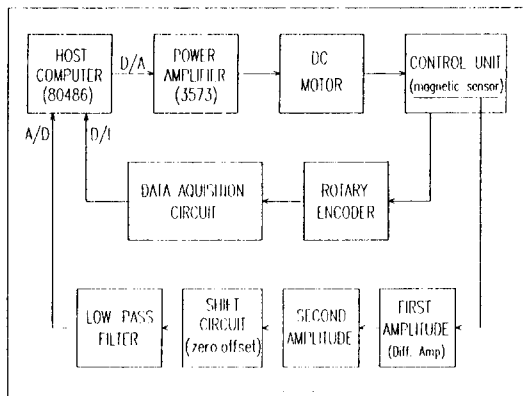 HOST
COMPUTER
(80486)
D/A
POWER
AMPLIFIER
(3573)
DC
MOTOR
CONTROL UNIT
(magnetic sensor)
A/D
D/I
DATA AQUISITION
CIRCUIT
ROTARY
ENCODER
LOW PASS
FILTER
SHIFT
CIRCUIT
(zero offset)
SECOND
AMPLITUDE
FIRST
AMPLITUDE
(Diff. Amp)